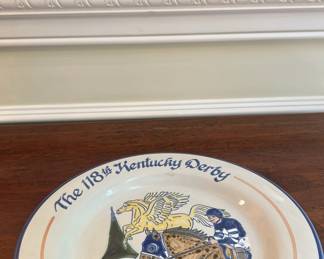 The 118th Kentucky Derby